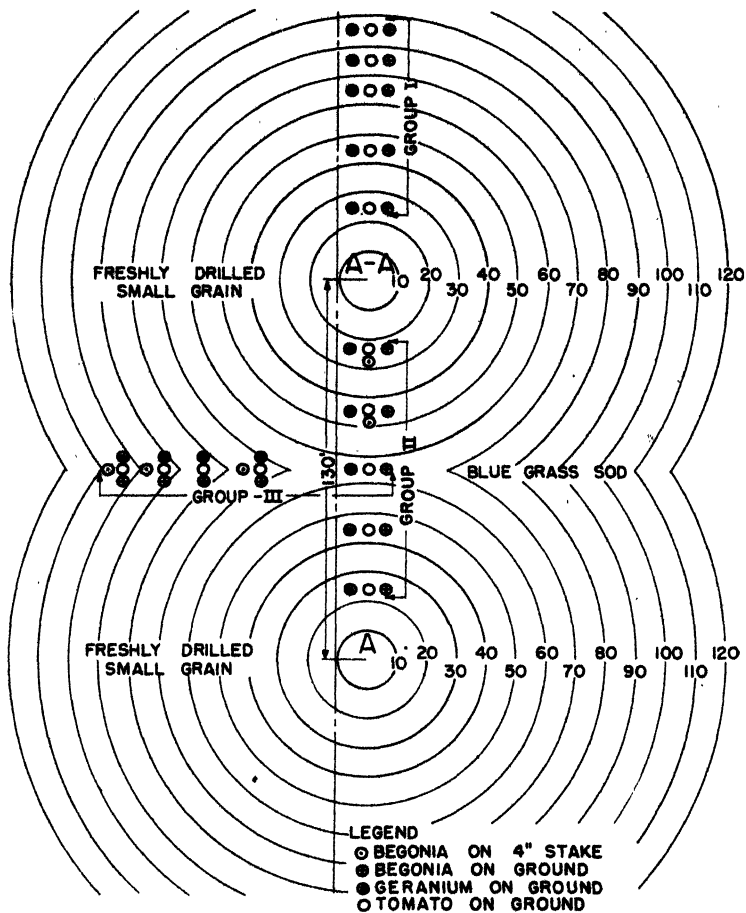 GROUP I
A-A
FRESHLY DRILLED
SMALL GRAIN
10 20 30 40 50 60 70 80 90 100 110 120
130'
GROUP II
GROUP-III
BLUE GRASS SOD
A
FRESHLY DRILLED
SMALL GRAIN
10' 20 30 40 50 60 70 80 90 100 110 120
LEGEND
BEGONIA ON 4" STAKE
BEGONIA ON GROUND
GERANIUM ON GROUND
TOMATO ON GROUND